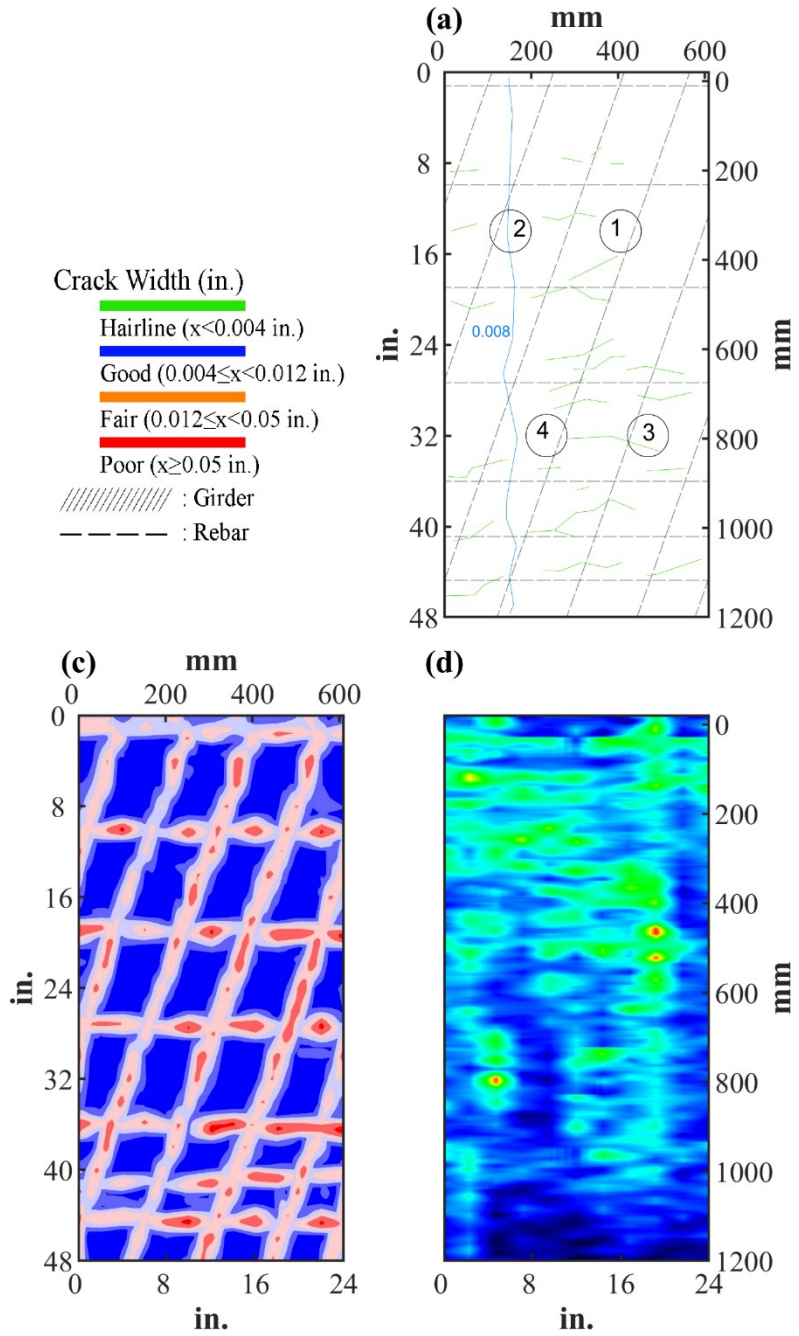 (a)
mm
0 200 400 600
0
8
16
24
32
40
48
in.
0
200
400
600
800
1000
1200
mm
2
1
0.008
4
3
Crack Width (in.)
Hairline (x<0.004 in.)
Good (0.004≤x<0.012 in.)
Fair (0.012≤x<0.05 in.)
Poor (x≥0.05 in.)
: Girder
: Rebar
(c)
mm
0 200 400 600
0
8
16
24
32
40
48
in.
0 8 16 24
in.
(d)
0
200
400
600
800
1000
1200
mm
0 8 16 24
in.